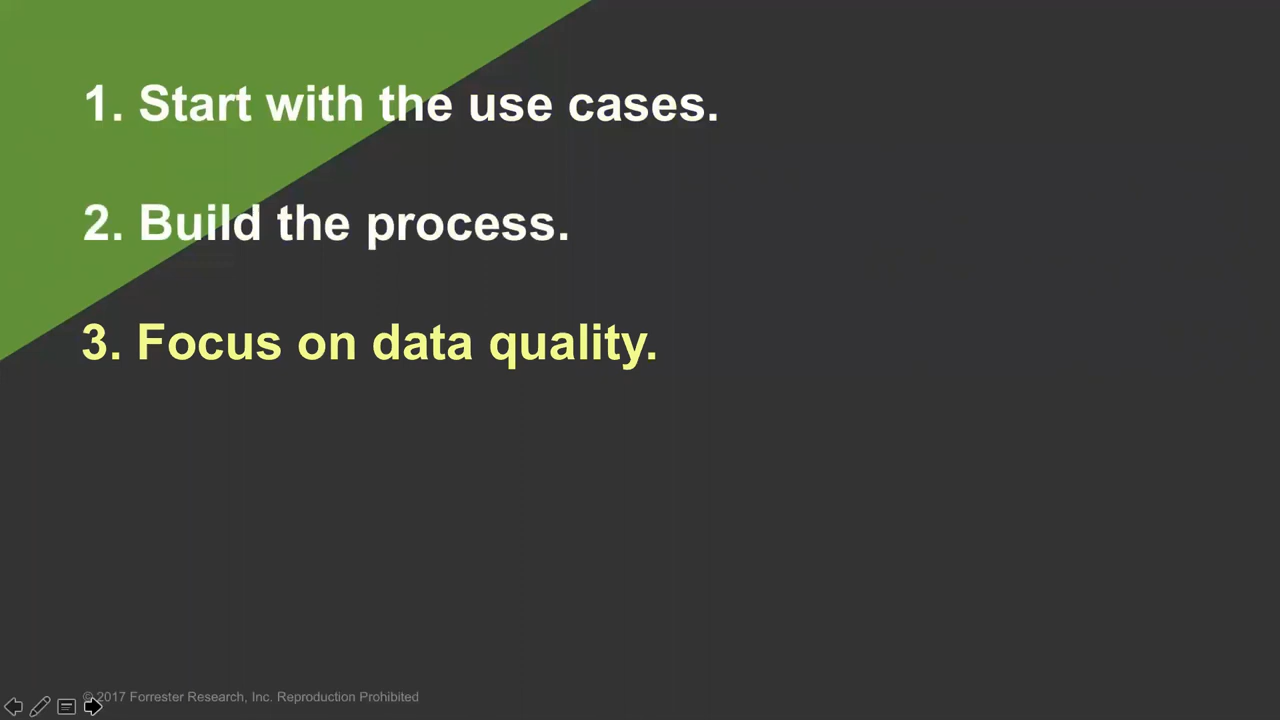 1. Start with the use cases.
2. Build the process.
3. Focus on data quality.
© 2017 Forrester Research, Inc. Reproduction Prohibited